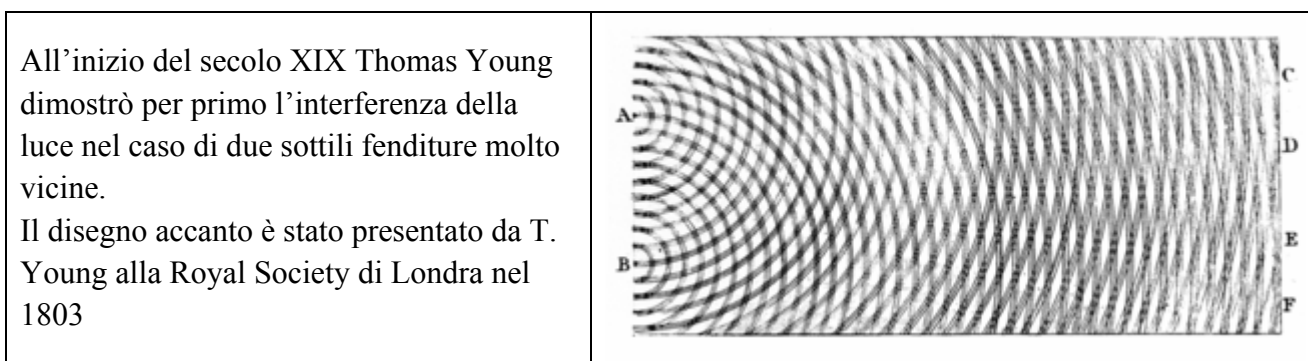 All’inizio del secolo XIX Thomas Young
dimostrò per primo l’interferenza della
luce nel caso di due sottili fenditure molto
vicine.
Il disegno accanto è stato presentato da T.
Young alla Royal Society di Londra nel
1803
A
B
C
D
E
F